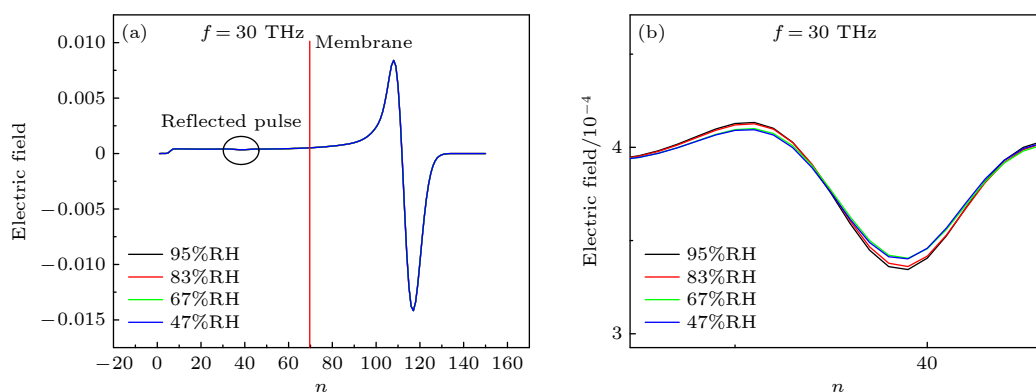 (a)
f = 30 THz
Membrane
Reflected pulse
Electric field
0.010
0.005
0
−0.005
−0.010
−0.015
95%RH
83%RH
67%RH
47%RH
−20 0 20 40 60 80 100 120 140 160
n
(b)
f = 30 THz
Electric field/10⁻⁴
4
3
95%RH
83%RH
67%RH
47%RH
40
n